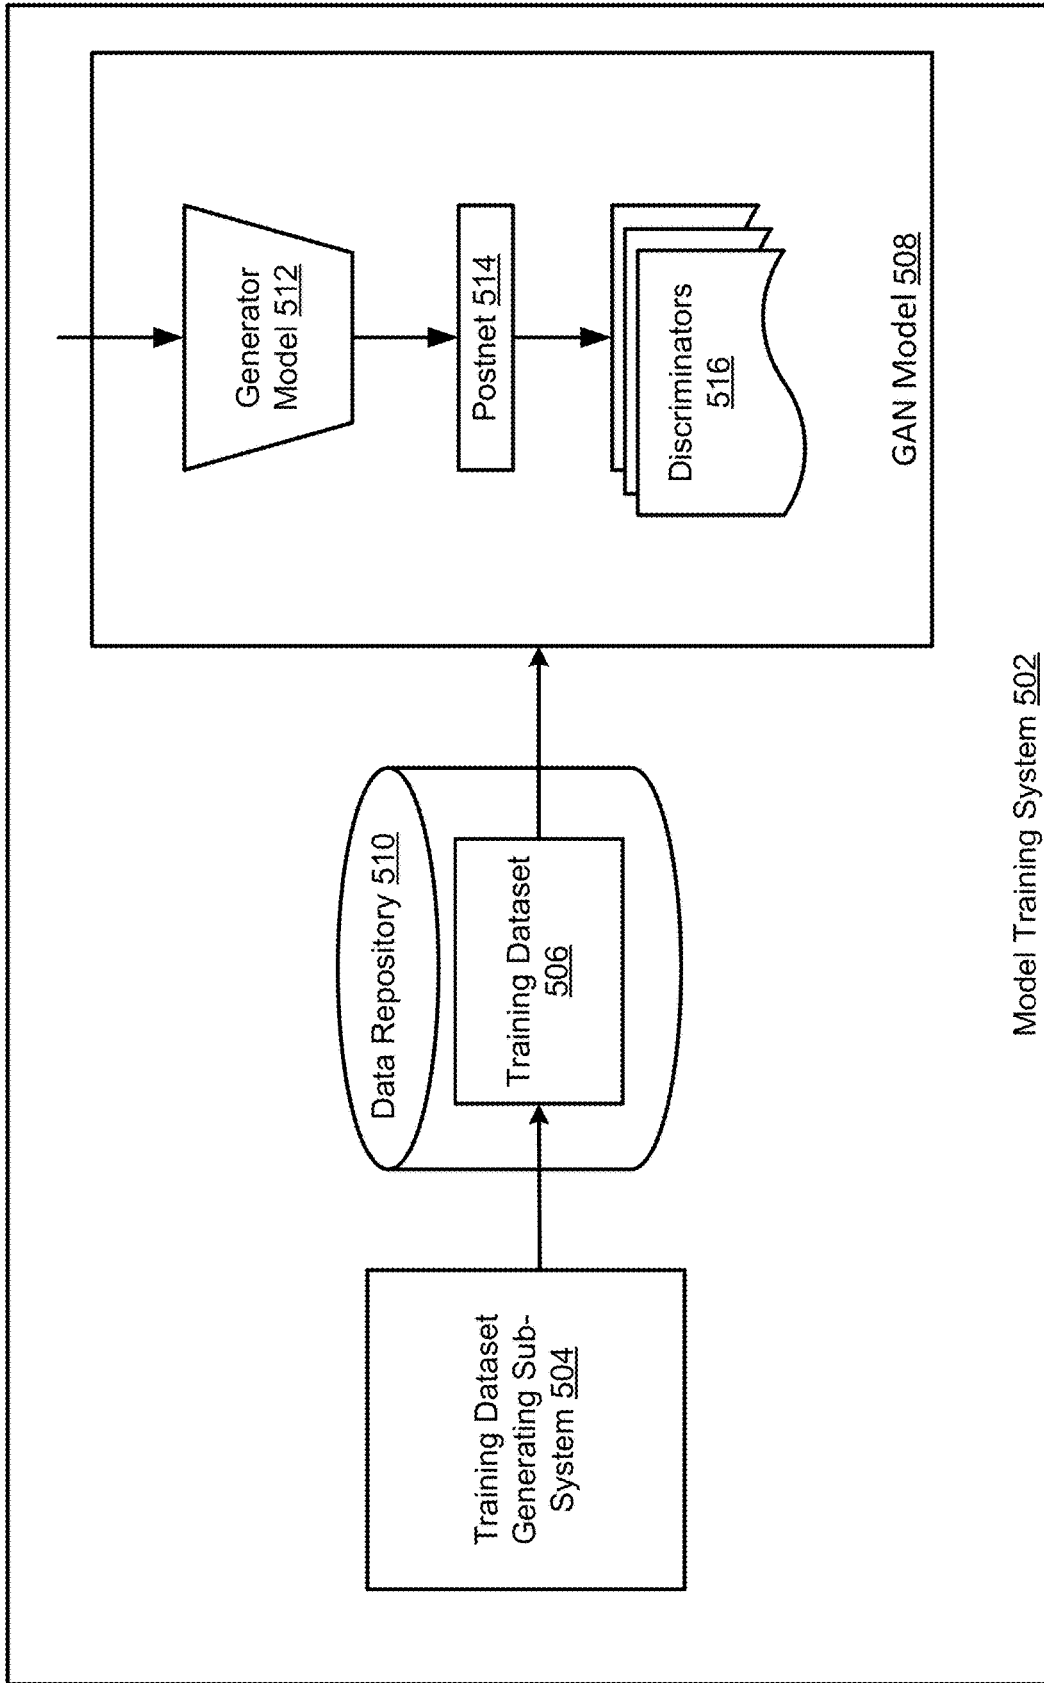 Training Dataset
Generating Sub-
System 504
Data Repository 510
Training Dataset
506
Generator
Model 512
Postnet 514
Discriminators
516
GAN Model 508
Model Training System 502